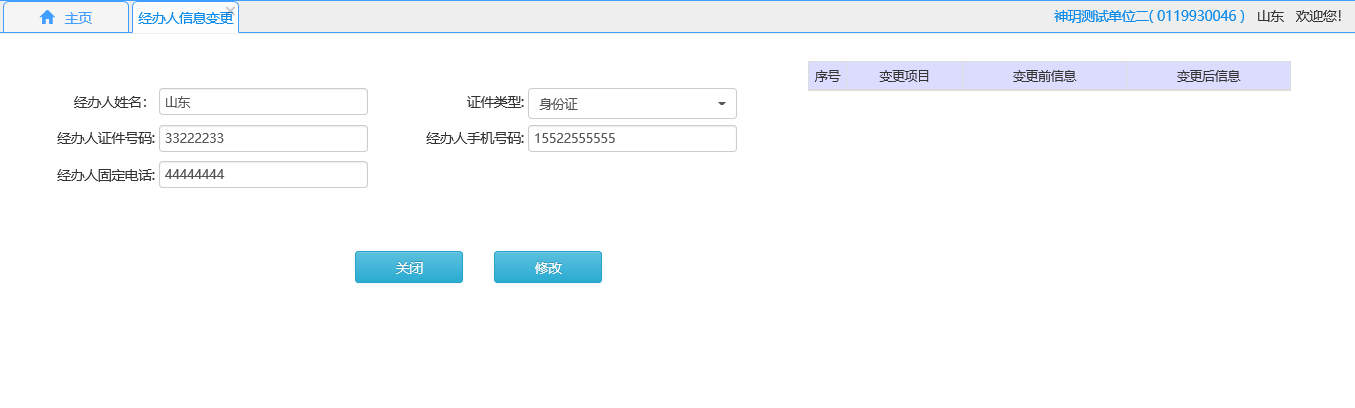 主页 经办人信息变更 神玥测试单位二( 0119930046 ) 山东 欢迎您!
序号 变更项目 变更前信息 变更后信息
经办人姓名: 山东 证件类型: 身份证
经办人证件号码: 33222233 经办人手机号码: 15522555555
经办人固定电话: 44444444
关闭 修改